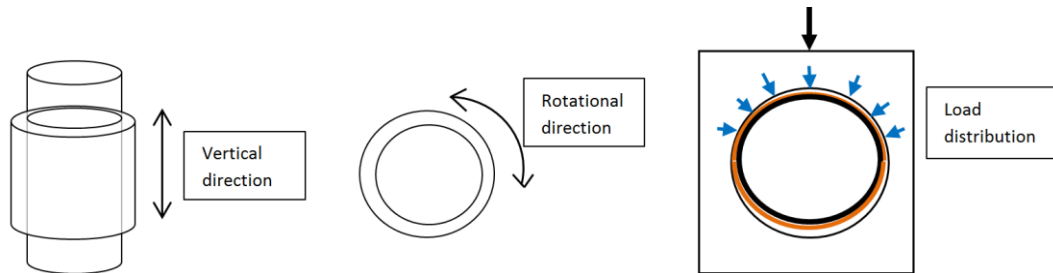 Vertical
direction
Rotational
direction
Load
distribution